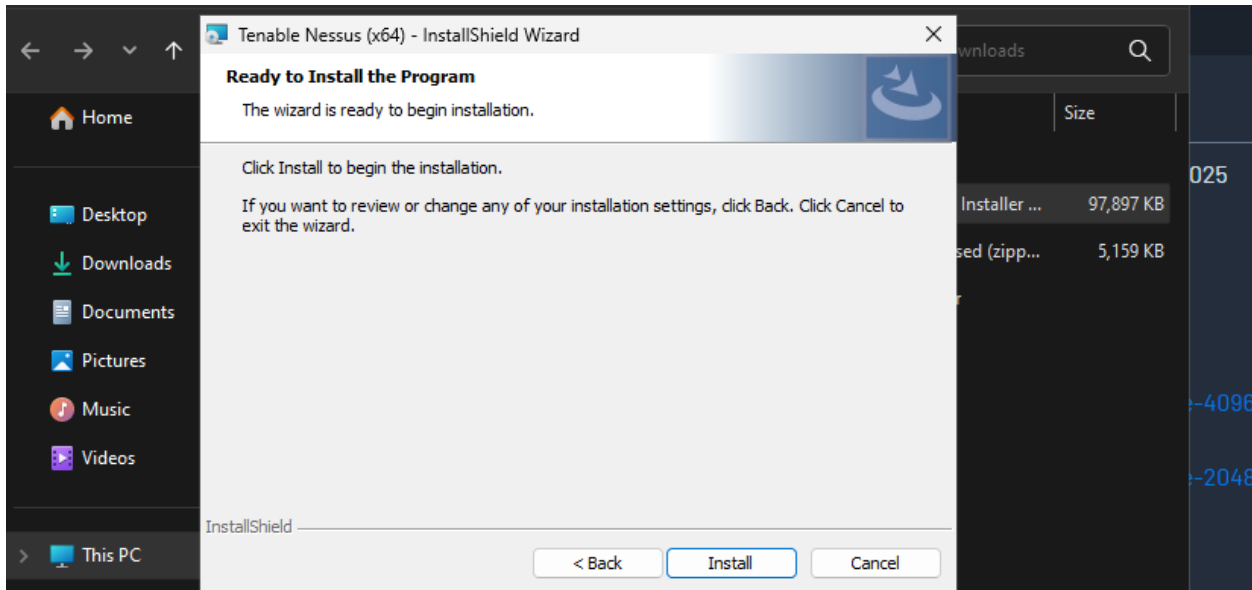 Tenable Nessus (x64) - InstallShield Wizard
wnloads
Ready to Install the Program
The wizard is ready to begin installation.
Home
Size
Click Install to begin the installation.
025
If you want to review or change any of your installation settings, click Back. Click Cancel to
exit the wizard.
Desktop
Installer ...
97,897 KB
Downloads
sed (zipp...
5,159 KB
Documents
r
Pictures
Music
e-4096
Videos
e-2048
InstallShield
This PC
< Back
Install
Cancel